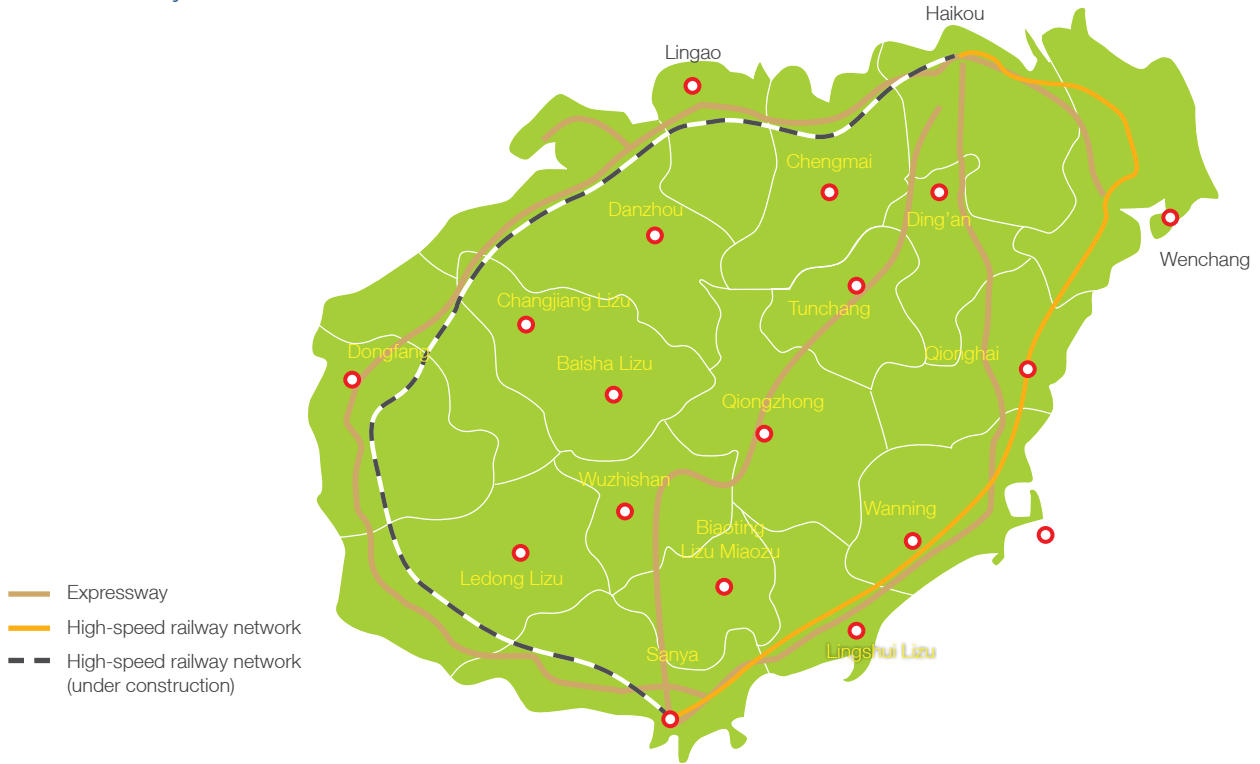 Haikou
Lingao
Chengmai
Danzhou
Ding'an
Wenchang
Changjiang Lizu
Tunchang
Dongfang
Qionghai
Baisha Lizu
Qiongzhong
Wuzhishan
Wanning
Biaoting
Lizu Miaozu
Ledong Lizu
Expressway
High-speed railway network
Lingshui Lizu
Sanya
High-speed railway network
(under construction)